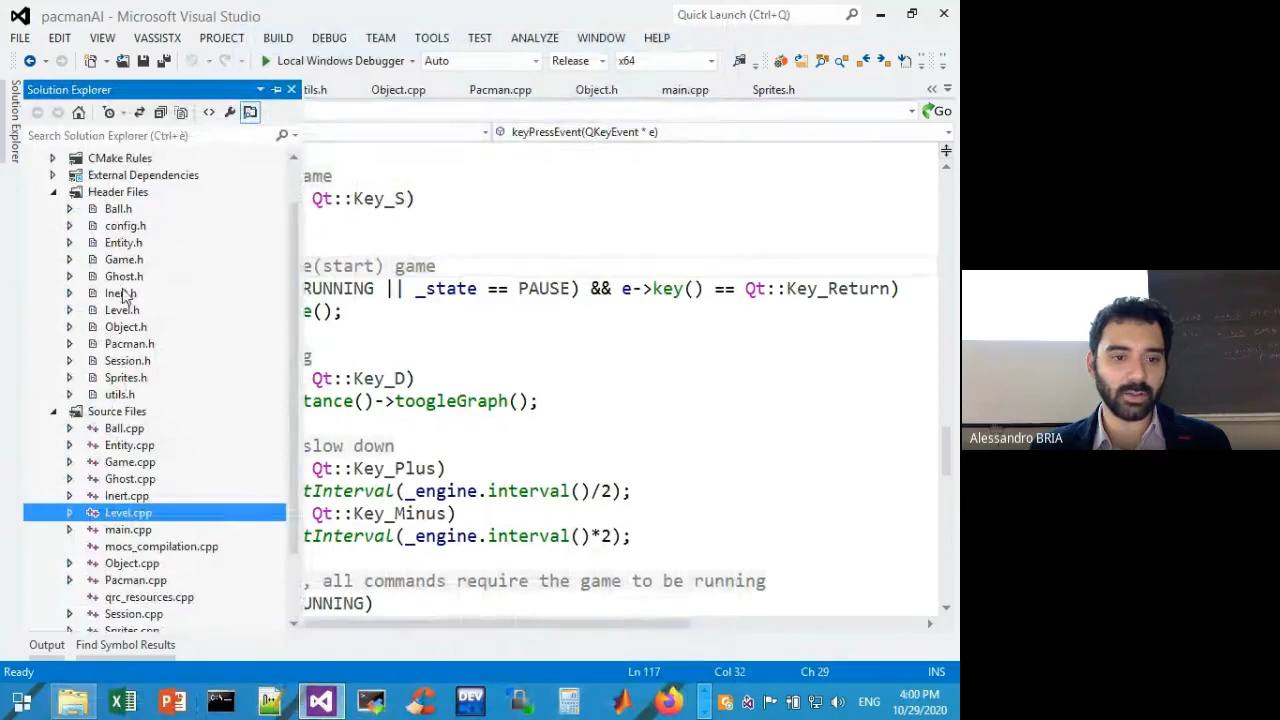 pacmanAI - Microsoft Visual Studio
Quick Launch (Ctrl+Q)
FILE EDIT VIEW VASSISTX PROJECT BUILD DEBUG TEAM TOOLS TEST ANALYZE WINDOW HELP
Local Windows Debugger Auto Release x64
Solution Explorer
Solution Explorer
tils.h Object.cpp Pacman.cpp Object.h main.cpp Sprites.h
Go
Search Solution Explorer (Ctrl+è)
keyPressEvent(QKeyEvent * e)
CMake Rules
External Dependencies
Header Files
Ball.h
config.h
Entity.h
Game.h
Ghost.h
Inert.h
Level.h
Object.h
Pacman.h
Session.h
Sprites.h
utils.h
Source Files
Ball.cpp
Entity.cpp
Game.cpp
Ghost.cpp
Inert.cpp
Level.cpp
main.cpp
mocs_compilation.cpp
Object.cpp
Pacman.cpp
qrc_resources.cpp
Session.cpp
Sprites.cpp
ame
Qt::Key_S)
e(start) game
RUNNING || _state == PAUSE) && e->key() == Qt::Key_Return)
e();
g
Qt::Key_D)
tance()->toogleGraph();
slow down
Qt::Key_Plus)
tInterval(_engine.interval()/2);
Qt::Key_Minus)
tInterval(_engine.interval()*2);
, all commands require the game to be running
UNNING)
Output Find Symbol Results
Ready Ln 117 Col 32 Ch 29 INS
DEV
ENG
4:00 PM
10/29/2020
Alessandro BRIA